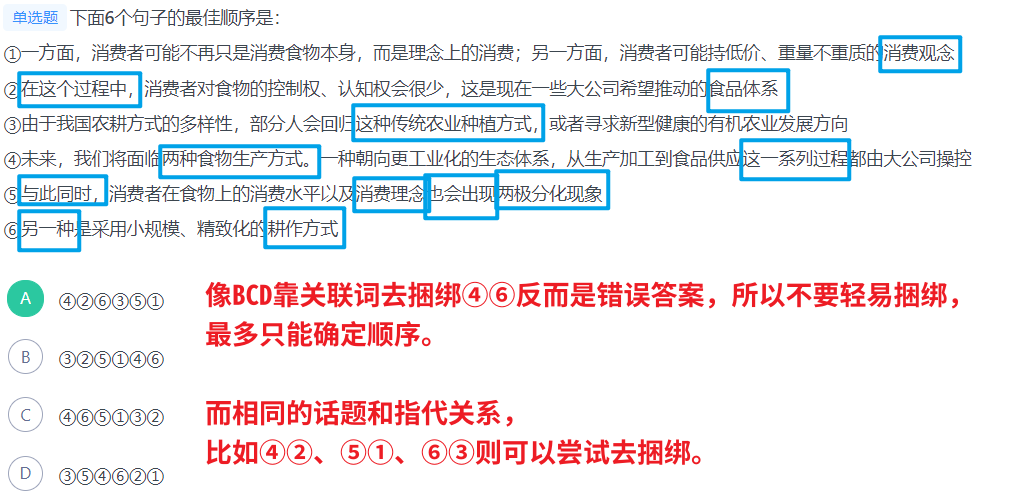 单选题 下面6个句子的最佳顺序是：
①一方面，消费者可能不再只是消费食物本身，而是理念上的消费；另一方面，消费者可能持低价、重量不重质的消费观念
②在这个过程中，消费者对食物的控制权、认知权会很少，这是现在一些大公司希望推动的食品体系
③由于我国农耕方式的多样性，部分人会回归这种传统农业种植方式，或者寻求新型健康的有机农业发展方向
④未来，我们将面临两种食物生产方式。一种朝向更工业化的生态体系，从生产加工到食品供应这一系列过程都由大公司操控
⑤与此同时，消费者在食物上的消费水平以及消费理念也会出现两极分化现象
⑥另一种是采用小规模、精致化的耕作方式
A ④②⑥③⑤①
像BCD靠关联词去捆绑④⑥反而是错误答案，所以不要轻易捆绑，
最多只能确定顺序。
B ③②⑤①④⑥
C ④⑥⑤①③②
而相同的话题和指代关系，
比如④②、⑤①、⑥③则可以尝试去捆绑。
D ③⑤④⑥②①